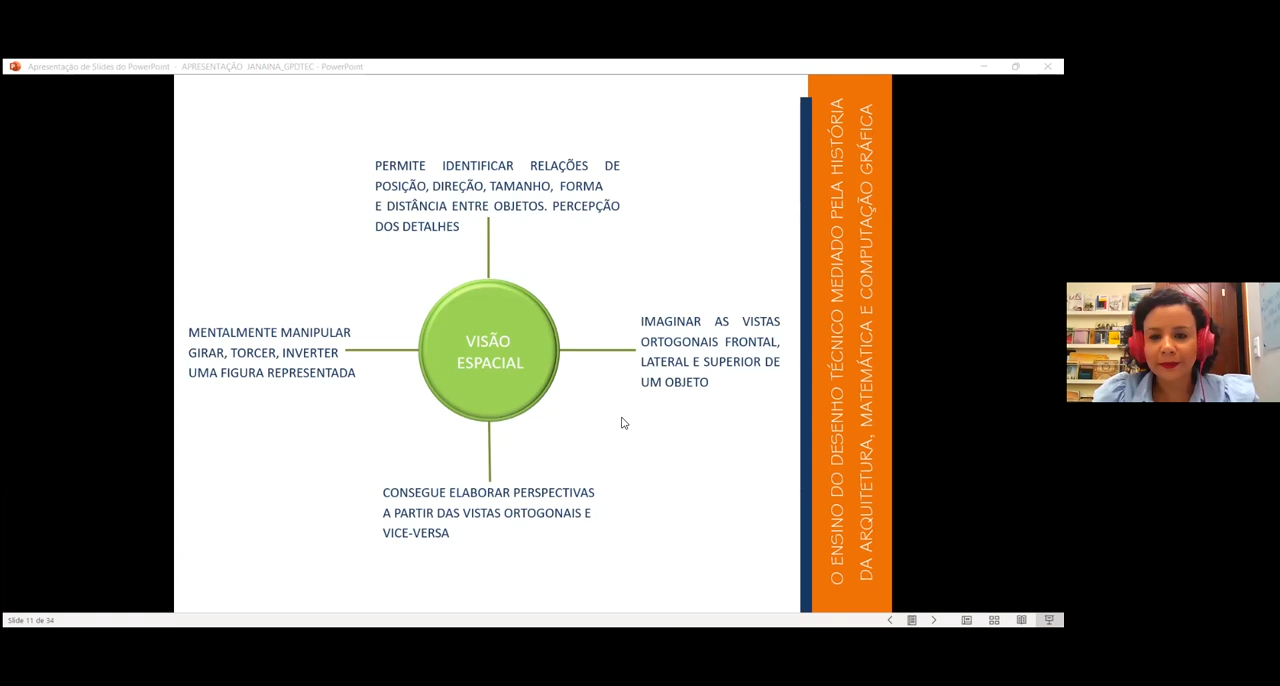 Apresentação de Slides do PowerPoint - APRESENTAÇÃO JANAINA_GPDTEC - PowerPoint
PERMITE IDENTIFICAR RELAÇÕES DE
POSIÇÃO, DIREÇÃO, TAMANHO, FORMA
E DISTÂNCIA ENTRE OBJETOS. PERCEPÇÃO
DOS DETALHES
MENTALMENTE MANIPULAR
GIRAR, TORCER, INVERTER
UMA FIGURA REPRESENTADA
VISÃO
ESPACIAL
IMAGINAR AS VISTAS
ORTOGONAIS FRONTAL,
LATERAL E SUPERIOR DE
UM OBJETO
CONSEGUE ELABORAR PERSPECTIVAS
A PARTIR DAS VISTAS ORTOGONAIS E
VICE-VERSA
O ENSINO DO DESENHO TÉCNICO MEDIADO PELA HISTÓRIA
DA ARQUITETURA, MATEMÁTICA E COMPUTAÇÃO GRÁFICA
Slide 11 de 34